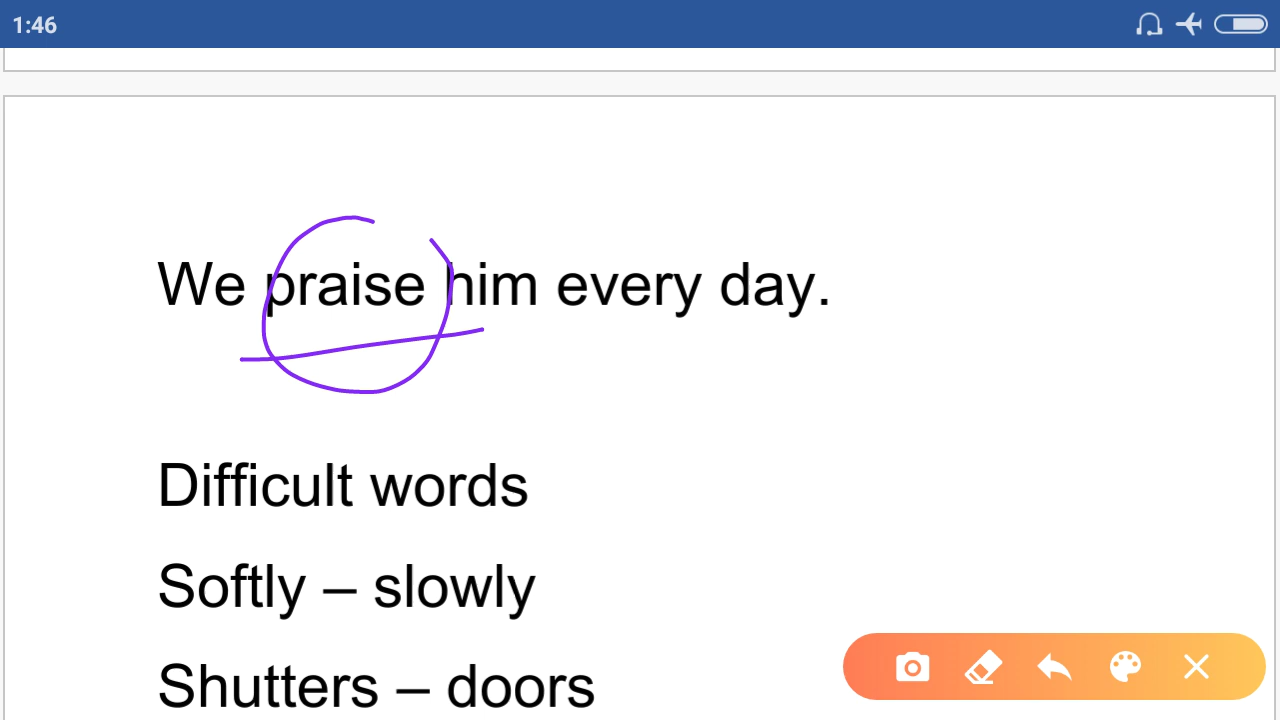 1:46
We praise him every day.
Difficult words
Softly – slowly
Shutters – doors